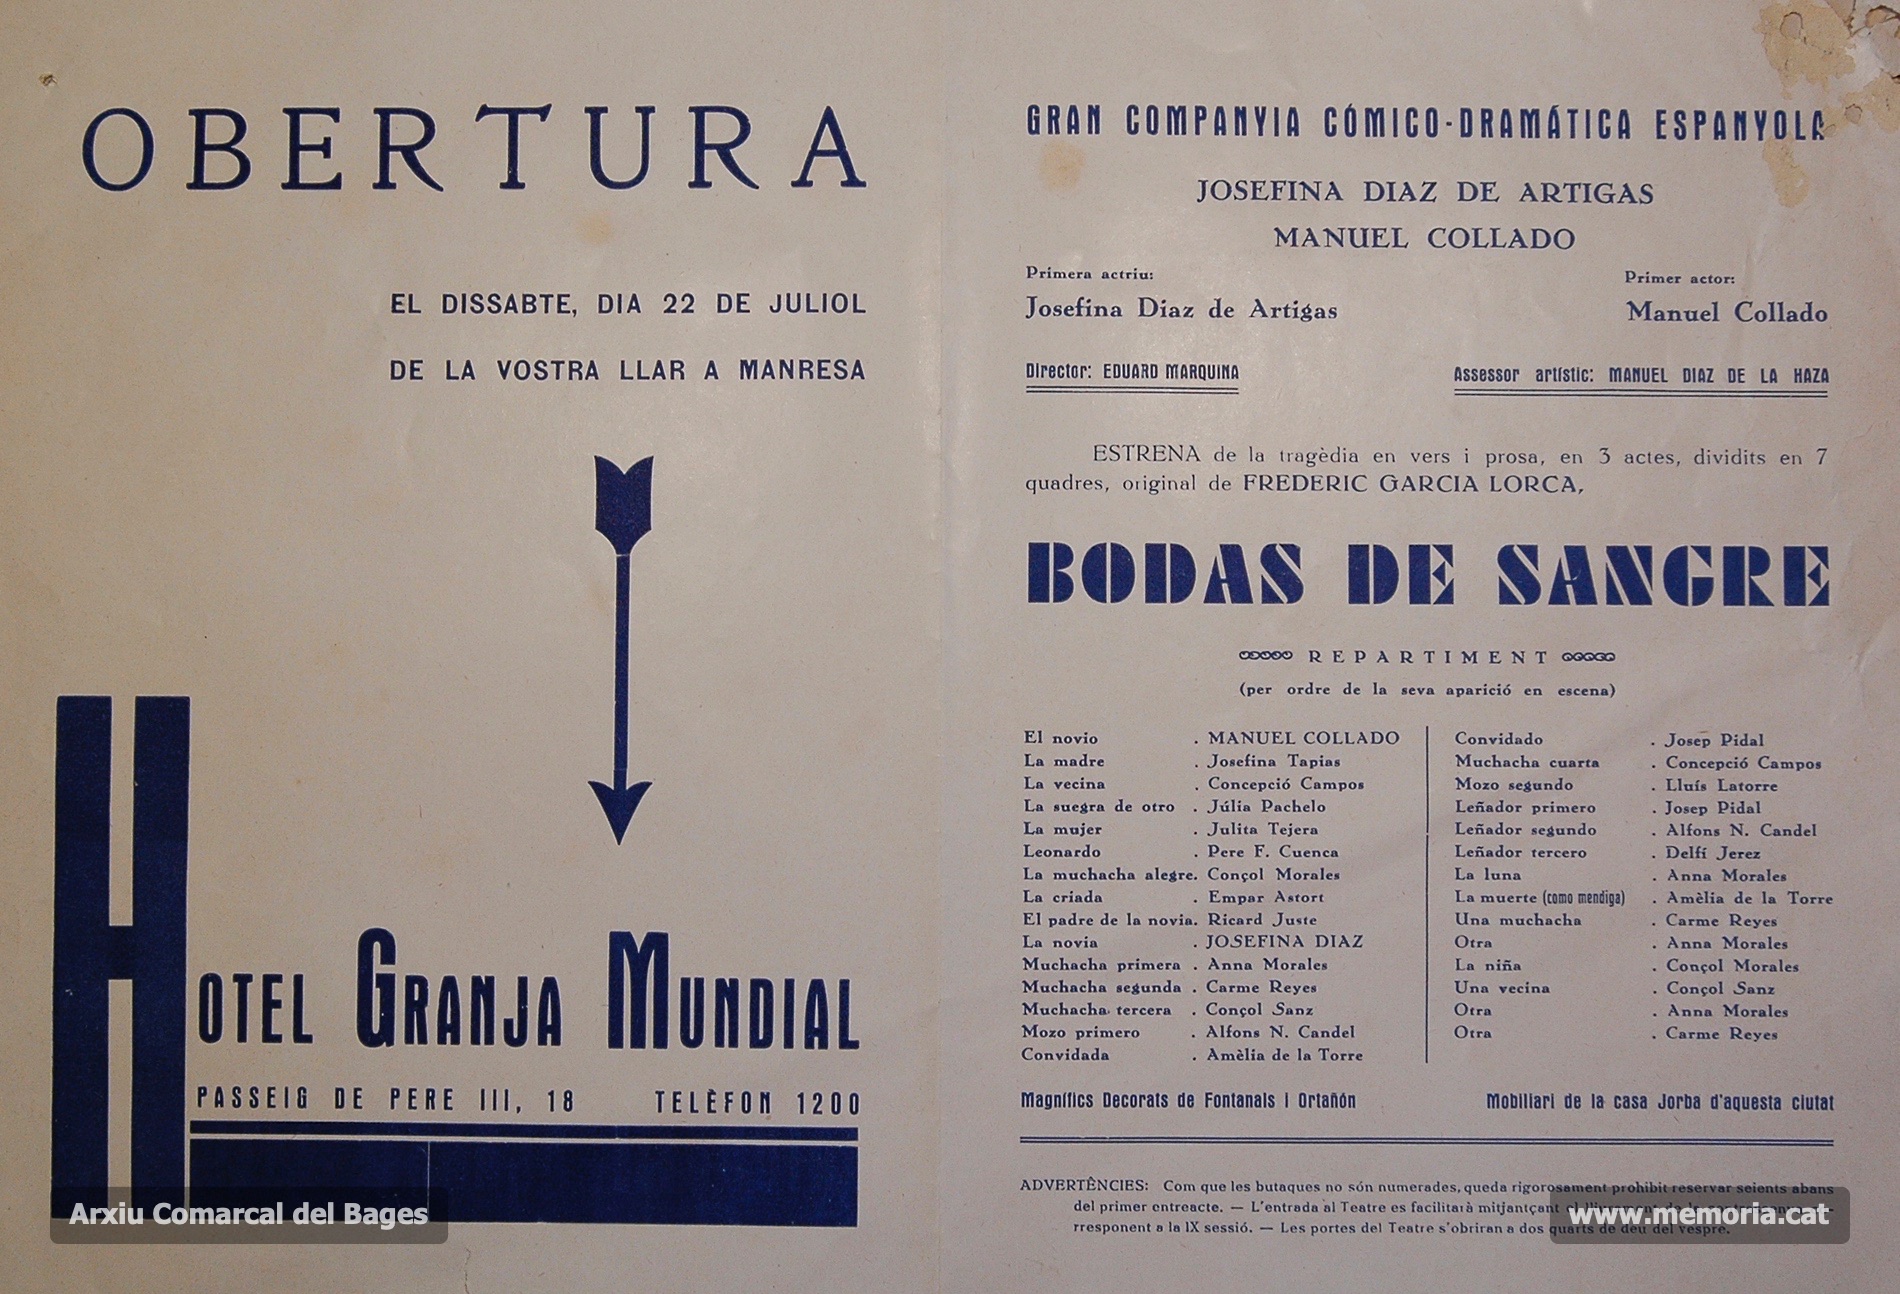 OBERTURA
EL DISSABTE, DIA 22 DE JULIOL
DE LA VOSTRA LLAR A MANRESA
HOTEL GRANJA MUNDIAL
PASSEIG DE PERE III, 18 TELÈFON 1200
GRAN COMPANYIA CÓMICO-DRAMÁTICA ESPANYOLA
JOSEFINA DIAZ DE ARTIGAS
MANUEL COLLADO
Primera actriu:
Josefina Diaz de Artigas
Primer actor:
Manuel Collado
Director: EDUARD MARQUINA
Assessor artístic: MANUEL DIAZ DE LA HAZA
ESTRENA de la tragèdia en vers i prosa, en 3 actes, dividits en 7
quadres, original de FREDERIC GARCIA LORCA,
BODAS DE SANGRE
REPARTIMENT
(per ordre de la seva aparició en escena)
El novio . MANUEL COLLADO
La madre . Josefina Tapias
La vecina . Concepció Campos
La suegra de otro . Júlia Pachelo
La mujer . Julita Tejera
Leonardo . Pere F. Cuenca
La muchacha alegre. Conçol Morales
La criada . Empar Astort
El padre de la novia. Ricard Juste
La novia . JOSEFINA DIAZ
Muchacha primera . Anna Morales
Muchacha segunda . Carme Reyes
Muchacha tercera . Conçol Sanz
Mozo primero . Alfons N. Candel
Convidada . Amèlia de la Torre
Convidado . Josep Pidal
Muchacha cuarta . Concepció Campos
Mozo segundo . Lluís Latorre
Leñador primero . Josep Pidal
Leñador segundo . Alfons N. Candel
Leñador tercero . Delfí Jerez
La luna . Anna Morales
La muerte (como mendiga) . Amèlia de la Torre
Una muchacha . Carme Reyes
Otra . Anna Morales
La niña . Conçol Morales
Una vecina . Conçol Sanz
Otra . Anna Morales
Otra . Carme Reyes
Magnífics Decorats de Fontanals i Ortañón
Mobiliari de la casa Jorba d'aquesta ciutat
ADVERTÊNCIES: Com que les butaques no són numerades, queda rigorosament prohibit reservar seients abans
del primer entreacte. — L'entrada al Teatre es facilitarà mitjantçant
rresponent a la IX sessió. — Les portes del Teatre s'obriran a dos quarts de deu del vespre.
Arxiu Comarcal del Bages
www.memoria.cat